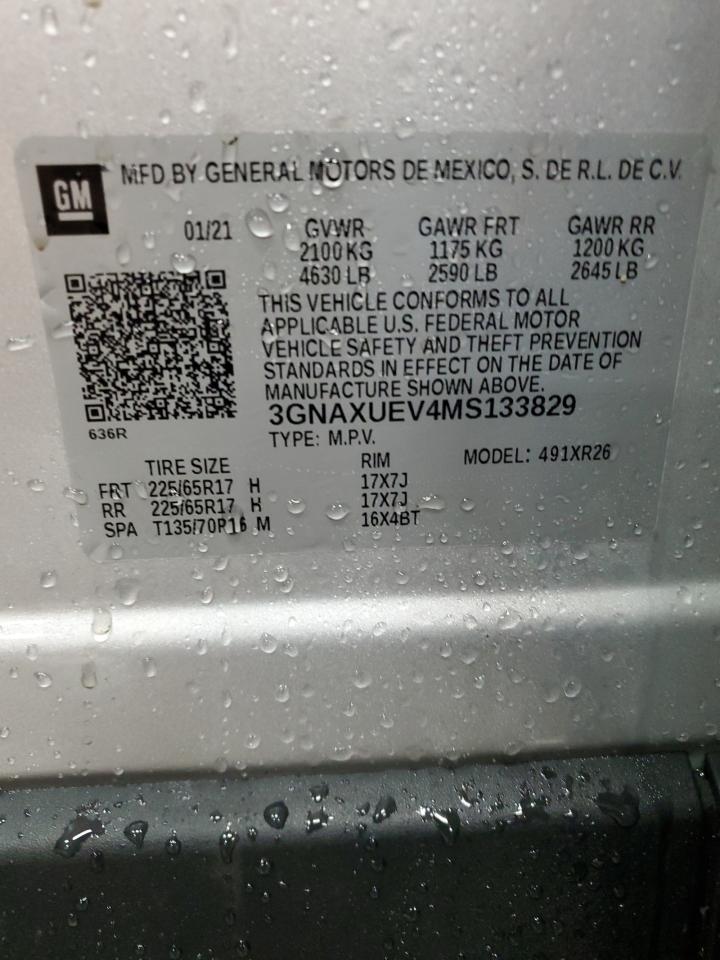 GM
MFD BY GENERAL MOTORS DE MEXICO, S. DE R.L. DE C.V.
01/21 GVWR GAWR FRT GAWR RR
2100 KG 1175 KG 1200 KG
4630 LB 2590 LB 2645 LB
THIS VEHICLE CONFORMS TO ALL
APPLICABLE U.S. FEDERAL MOTOR
VEHICLE SAFETY AND THEFT PREVENTION
STANDARDS IN EFFECT ON THE DATE OF
MANUFACTURE SHOWN ABOVE.
3GNAXUEV4MS133829
636R
TYPE: M.P.V. MODEL: 491XR26
TIRE SIZE RIM
FRT 225/65R17 H 17X7J
RR 225/65R17 H 17X7J
SPA T135/70R16 M 16X4BT